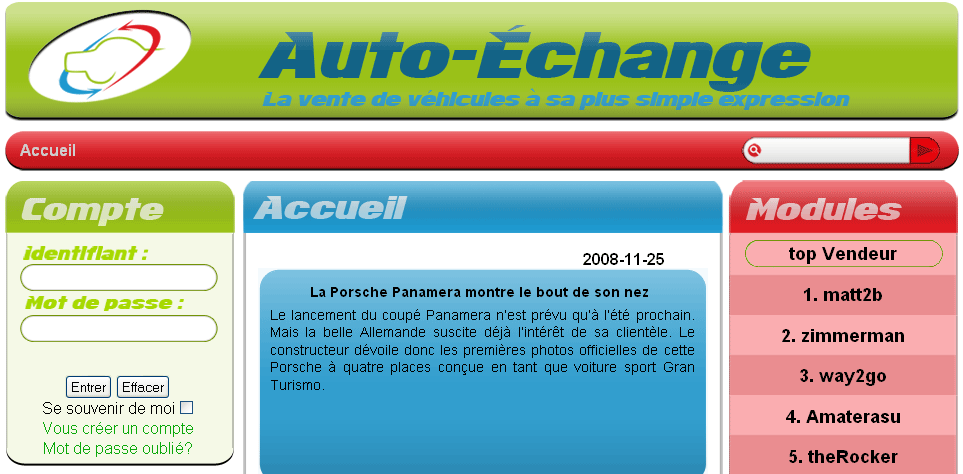 Auto-Échange
La vente de véhicules à sa plus simple expression
Accueil
Compte
identifiant :
Mot de passe :
Entrer Effacer
Se souvenir de moi
Vous créer un compte
Mot de passe oublié?
Accueil
2008-11-25
La Porsche Panamera montre le bout de son nez
Le lancement du coupé Panamera n'est prévu qu'à l'été prochain.
Mais la belle Allemande suscite déjà l'intérêt de sa clientèle. Le
constructeur dévoile donc les premières photos officielles de cette
Porsche à quatre places conçue en tant que voiture sport Gran
Turismo.
Modules
top Vendeur
1. matt2b
2. zimmerman
3. way2go
4. Amaterasu
5. theRocker